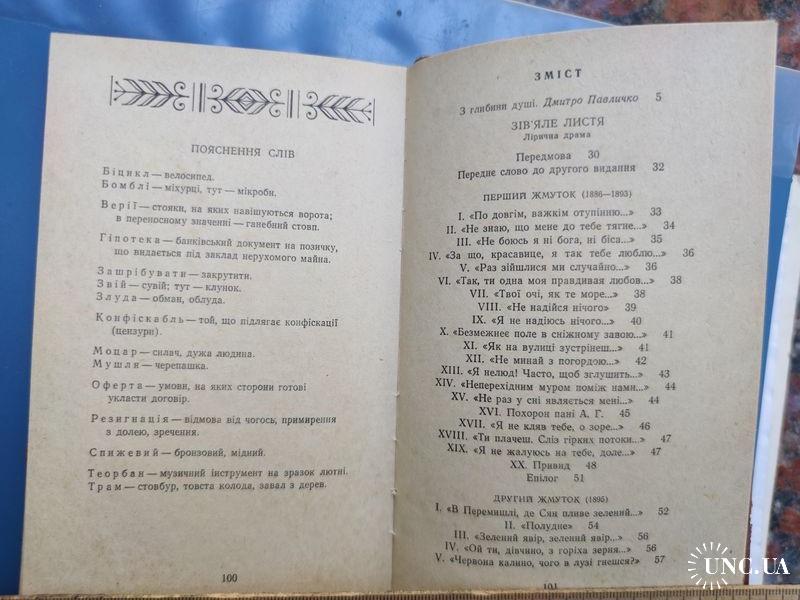 ПОЯСНЕННЯ СЛІВ
Біцикл — велосипед.
Бомблі — міхурці, тут — мікроби.
Верії — стояки, на яких навішуються ворота;
в переносному значенні — ганебний стовп.
Гіпотека — банківський документ на позичку,
що видається під заклад нерухомого майна.
Зашрібувати — закрутити.
Звій — сувій; тут — клунок.
Злуда — обман, облуда.
Конфіскабль — той, що підлягає конфіскації
(цензури).
Моцар — силач, дужа людина.
Мушля — черепашка.
Оферта — умови, на яких сторони готові
укласти договір.
Резигнація — відмова від чогось, примирення
з долею, зречення.
Спижевий — бронзовий, мідний.
Теорбан — музичний інструмент на зразок лютні.
Трам — стовбур, товста колода, завал з дерев.
100
ЗМІСТ
З глибини душі. Дмитро Павличко 5
ЗІВ'ЯЛЕ ЛИСТЯ
Лірична драма
Передмова 30
Переднє слово до другого видання 32
ПЕРШИЙ ЖМУТОК (1886—1893)
I. «По довгім, важкім отупінню...» 33
II. «Не знаю, що мене до тебе тягне...» 34
III. «Не боюсь я ні бога, ні біса...» 35
IV. «За що, красавице, я так тебе люблю...» 36
V. «Раз зійшлися ми случайно...» 36
VI. «Так, ти одна моя правдивая любов...» 38
VII. «Твої очі, як те море...» 38
VIII. «Не надійся нічого» 39
IX. «Я не надіюсь нічого...» 40
X. «Безмежнеє поле в сніжному завою...» 41
XI. «Як на вулиці зустрінеш...» 41
XII. «Не минай з погордою...» 42
XIII. «Я нелюд! Часто, щоб зглушить...» 43
XIV. «Неперехідним муром поміж нами...» 44
XV. «Не раз у сні являється мені...» 44
XVI. Похорон пані А. Г. 45
XVII. «Я не кляв тебе, о зоре...» 46
XVIII. «Ти плачеш. Сліз гірких потоки...» 47
XIX. «Я не жалуюсь на тебе, доле...» 47
XX. Привид 48
Епілог 51
ДРУГИЙ ЖМУТОК (1895)
I. «В Перемишлі, де Сян пливе зелений...» 52
II. «Полудне» 54
III. «Зелений явір, зелений явір...» 56
IV. «Ой ти, дівчино, з горіха зерня...» 56
V. «Червона калино, чого в лузі гнешся?» 57
101
UNC.UA